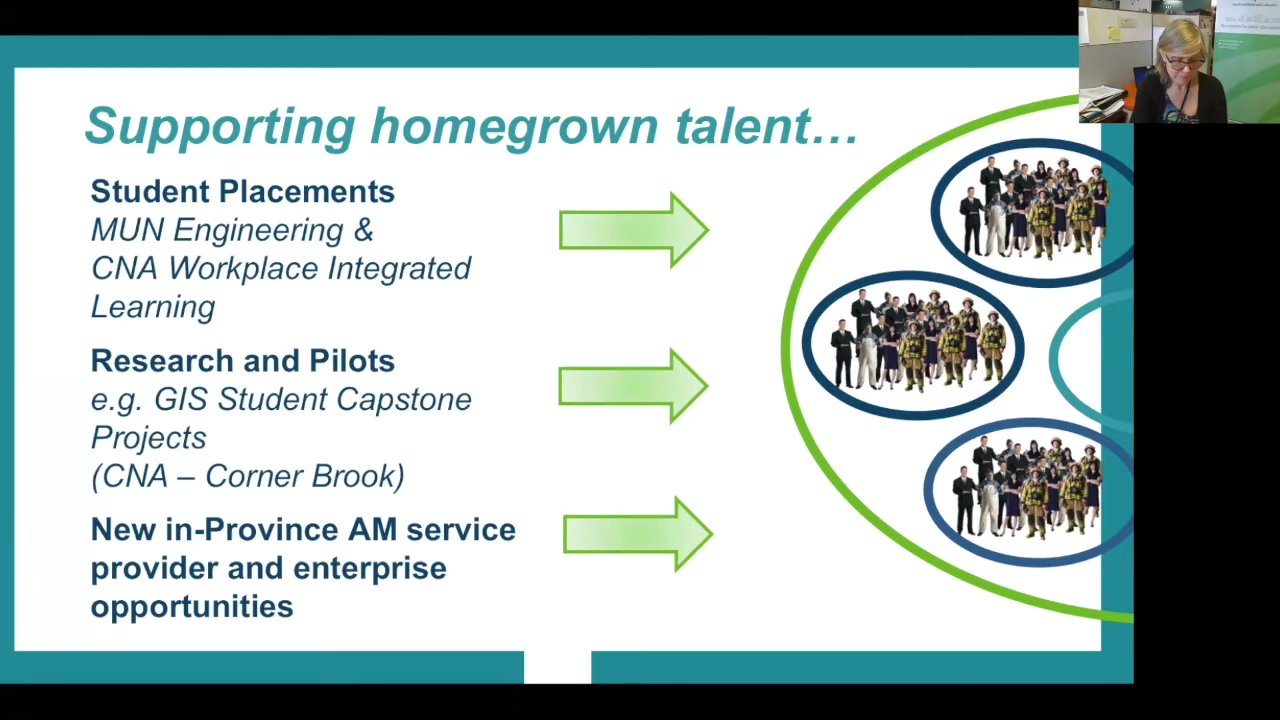 Supporting homegrown talent…
Student Placements
MUN Engineering &
CNA Workplace Integrated
Learning
Research and Pilots
e.g. GIS Student Capstone
Projects
(CNA – Corner Brook)
New in-Province AM service
provider and enterprise
opportunities